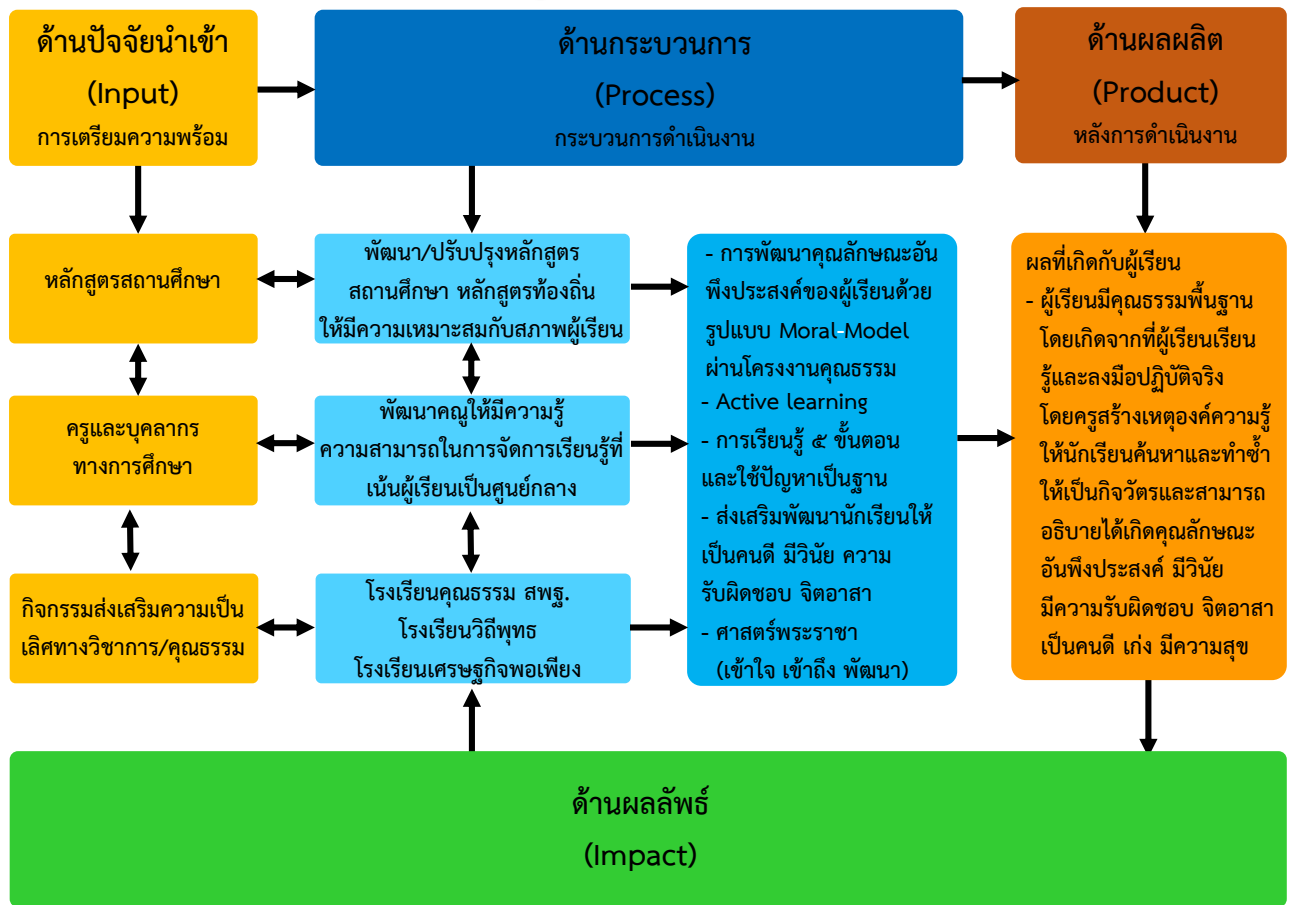 ด้านปัจจัยนำเข้า
(Input)
การเตรียมความพร้อม
ด้านกระบวนการ
(Process)
กระบวนการดำเนินงาน
ด้านผลผลิต
(Product)
หลังการดำเนินงาน
หลักสูตรสถานศึกษา
พัฒนา/ปรับปรุงหลักสูตร
สถานศึกษา หลักสูตรท้องถิ่น
ให้มีความเหมาะสมกับสภาพผู้เรียน
ครูและบุคลากร
ทางการศึกษา
พัฒนาคณูให้มีความรู้
ความสามารถในการจัดการเรียนรู้ที่
เน้นผู้เรียนเป็นศูนย์กลาง
กิจกรรมส่งเสริมความเป็น
เลิศทางวิชาการ/คุณธรรม
โรงเรียนคุณธรรม สพฐ.
โรงเรียนวิถีพุทธ
โรงเรียนเศรษฐกิจพอเพียง
- การพัฒนาคุณลักษณะอัน
พึงประสงค์ของผู้เรียนด้วย
รูปแบบ Moral-Model
ผ่านโครงงานคุณธรรม
- Active learning
- การเรียนรู้ ๕ ขั้นตอน
และใช้ปัญหาเป็นฐาน
- ส่งเสริมพัฒนานักเรียนให้
เป็นคนดี มีวินัย ความ
รับผิดชอบ จิตอาสา
- ศาสตร์พระราชา
(เข้าใจ เข้าถึง พัฒนา)
ผลที่เกิดกับผู้เรียน
- ผู้เรียนมีคุณธรรมพื้นฐาน
โดยเกิดจากที่ผู้เรียนเรียน
รู้และลงมือปฏิบัติจริง
โดยครูสร้างเหตุองค์ความรู้
ให้นักเรียนค้นหาและทำซ้ำ
ให้เป็นกิจวัตรและสามารถ
อธิบายได้เกิดคุณลักษณะ
อันพึงประสงค์ มีวินัย
มีความรับผิดชอบ จิตอาสา
เป็นคนดี เก่ง มีความสุข
ด้านผลลัพธ์
(Impact)